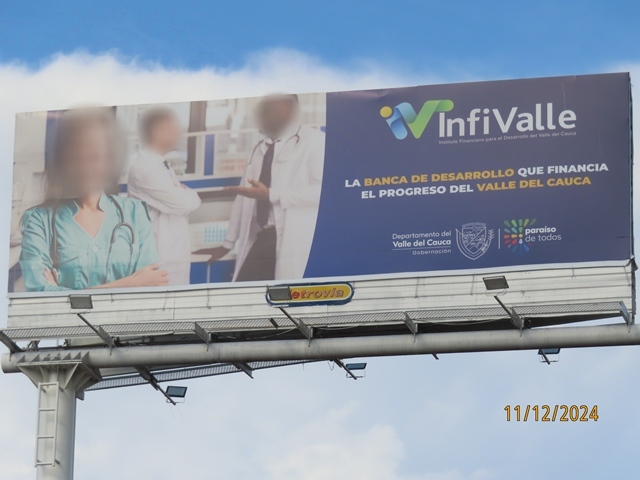 InfiValle
Instituto Financiero para el Desarrollo del Valle del Cauca
LA BANCA DE DESARROLLO QUE FINANCIA
EL PROGRESO DEL VALLE DEL CAUCA
Departamento del
Valle del Cauca
Gobernación
paraíso
de todos
etrovia
11/12/2024